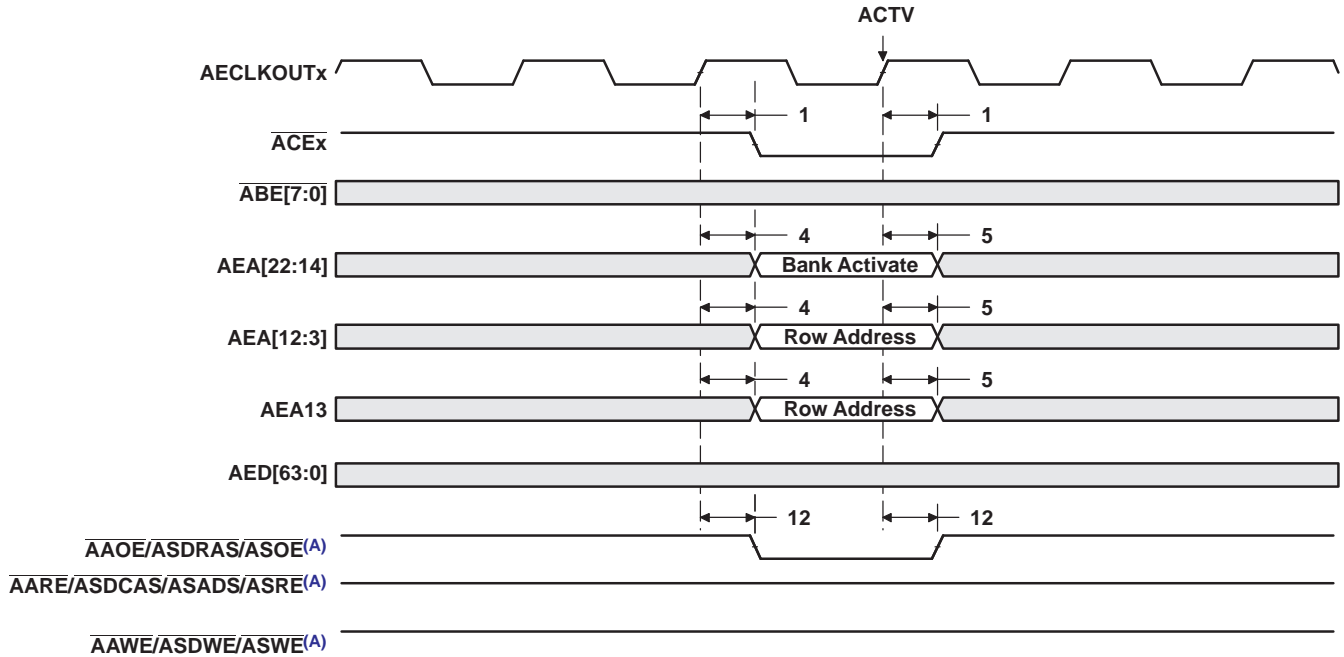 ACTV
AECLKOUTx
1 1
ACEx
ABE[7:0]
4 5
AEA[22:14] Bank Activate
4 5
AEA[12:3] Row Address
4 5
AEA13 Row Address
AED[63:0]
12 12
AAOE/ASDRAS/ASOE(A)
AARE/ASDCAS/ASADS/ASRE(A)
AAWE/ASDWE/ASWE(A)